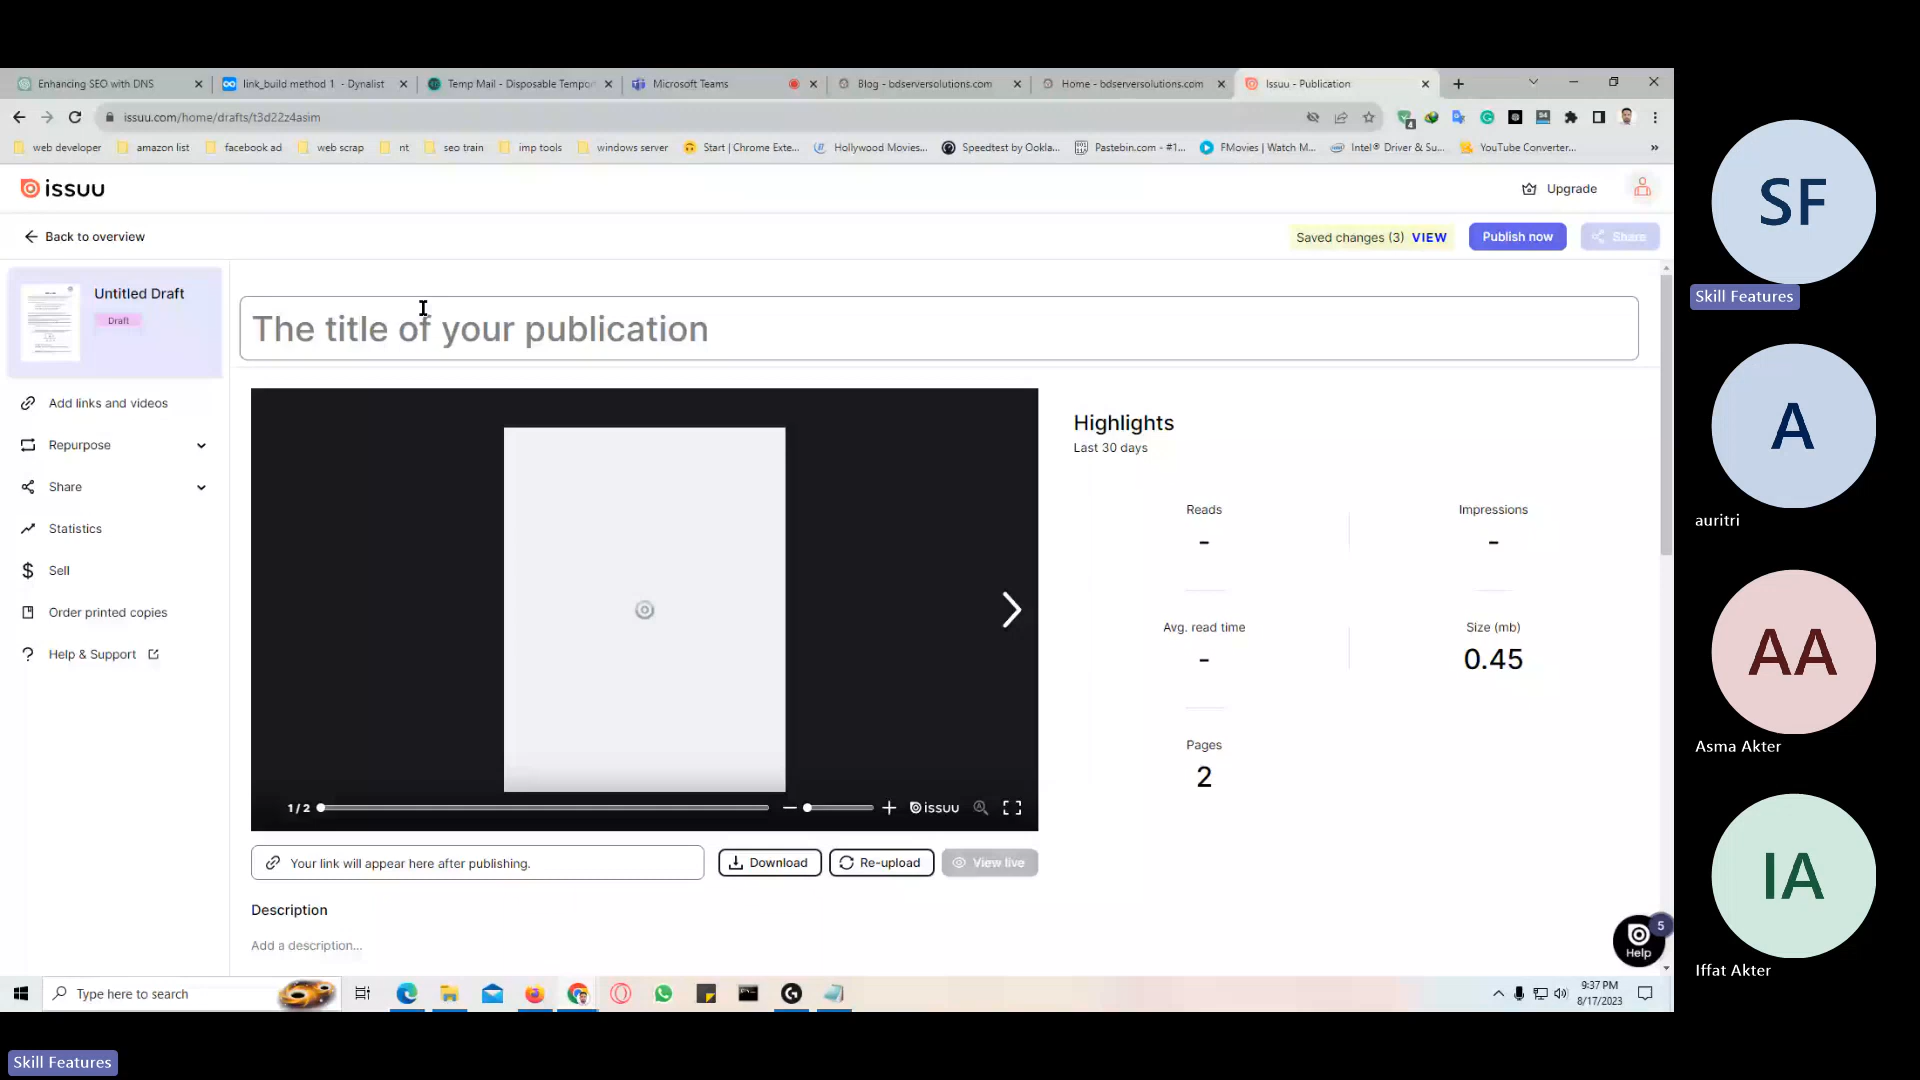 Enhancing SEO with DNS
link_build method 1 - Dynalist
Temp Mail - Disposable Tempo
Microsoft Teams
Blog - bdserversolutions.com
Home - bdserversolutions.com
Issuu - Publication
issuu.com/home/drafts/t3d22z4asim
web developer
amazon list
facebook ad
web scrap
nt
seo train
imp tools
windows server
Start | Chrome Exte...
Hollywood Movies...
Speedtest by Ookla...
Pastebin.com - #1...
FMovies | Watch M...
Intel® Driver & Su...
YouTube Converter...
issuu
Upgrade
Back to overview
Saved changes (3) VIEW
Publish now
Share
Untitled Draft
Draft
The title of your publication
Add links and videos
Repurpose
Share
Statistics
Sell
Order printed copies
Help & Support
Highlights
Last 30 days
Reads
-
Impressions
-
Avg. read time
-
Size (mb)
0.45
Pages
2
1 / 2
issuu
Your link will appear here after publishing.
Download
Re-upload
View live
Description
Add a description...
5
Help
Type here to search
9:37 PM
8/17/2023
SF
Skill Features
A
auritri
AA
Asma Akter
IA
Iffat Akter
Skill Features